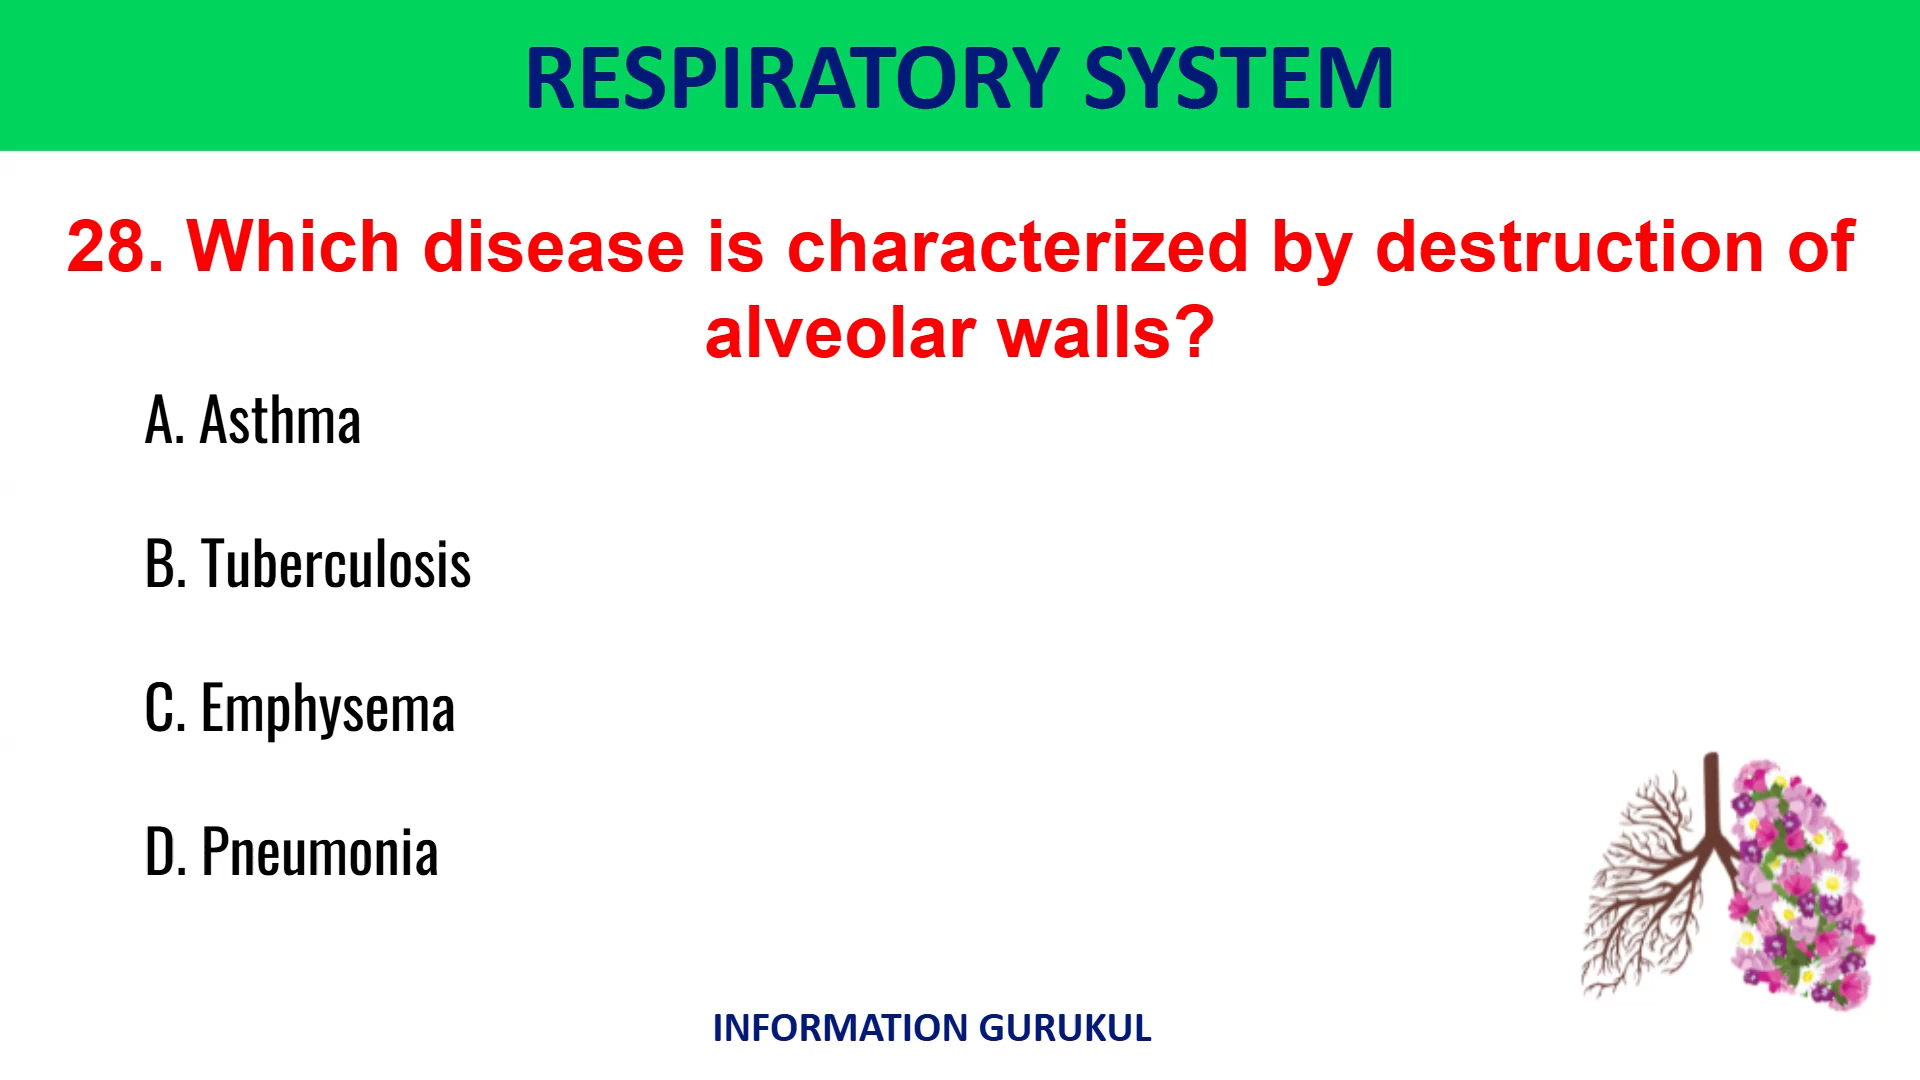 RESPIRATORY SYSTEM
28. Which disease is characterized by destruction of
alveolar walls?
A. Asthma
B. Tuberculosis
C. Emphysema
D. Pneumonia
INFORMATION GURUKUL